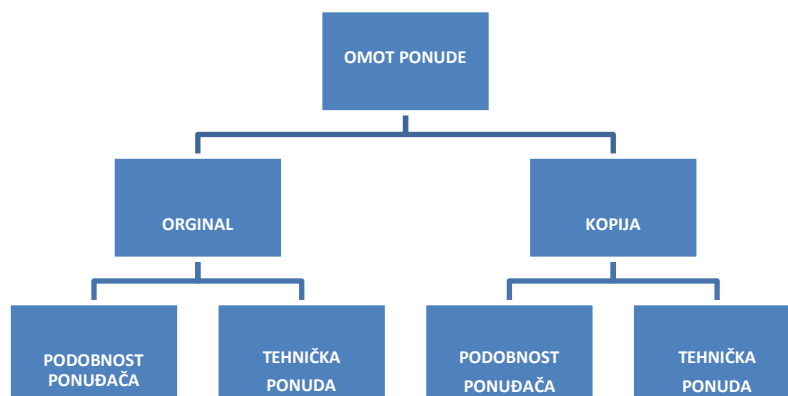 OMOT PONUDE
ORGINAL
KOPIJA
PODOBNOST
PONUĐAČA
TEHNIČKA
PONUDA
PODOBNOST
PONUĐAČA
TEHNIČKA
PONUDA